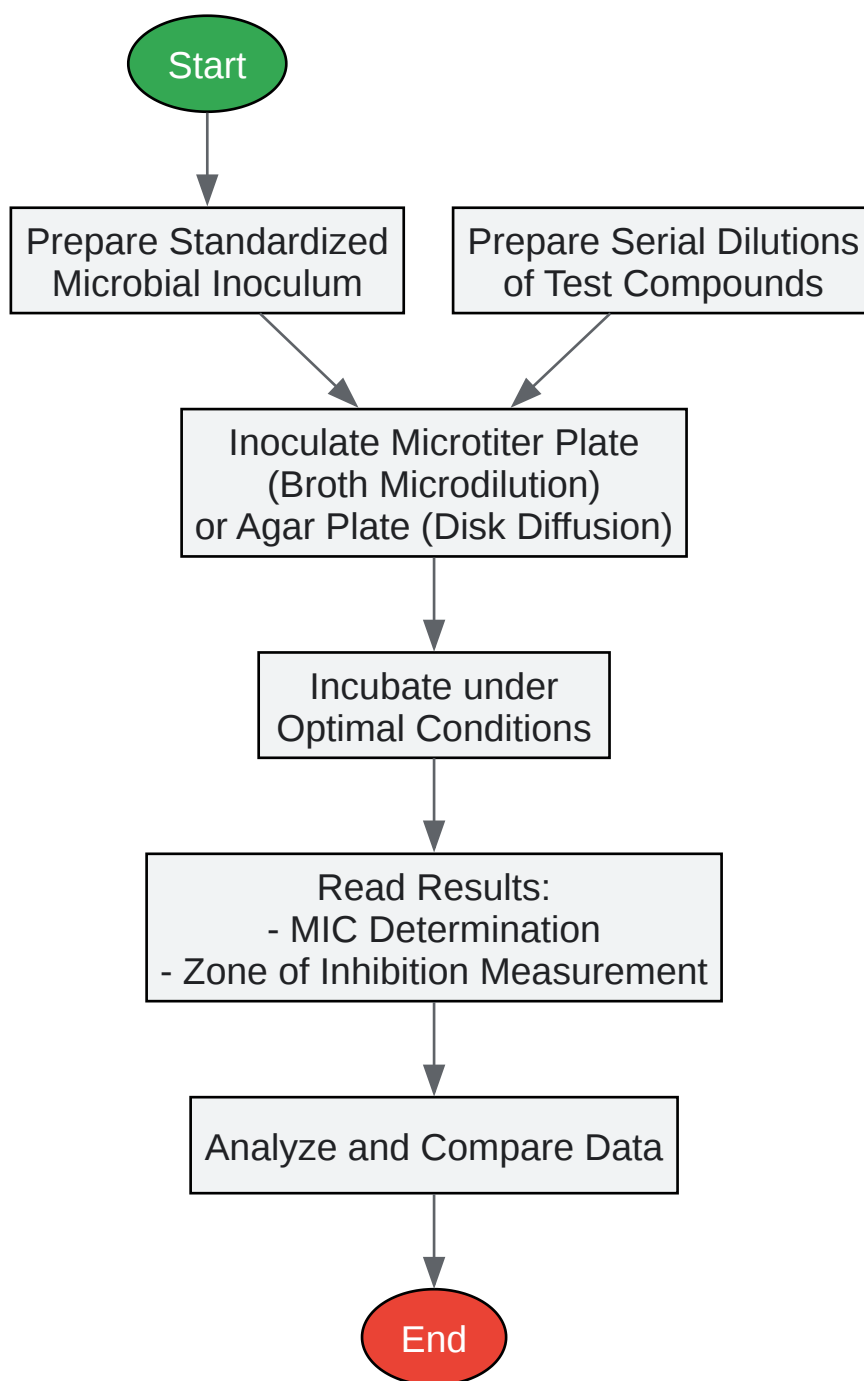 Start
Prepare Standardized
Microbial Inoculum
Prepare Serial Dilutions
of Test Compounds
Inoculate Microtiter Plate
(Broth Microdilution)
or Agar Plate (Disk Diffusion)
Incubate under
Optimal Conditions
Read Results:
- MIC Determination
- Zone of Inhibition Measurement
Analyze and Compare Data
End